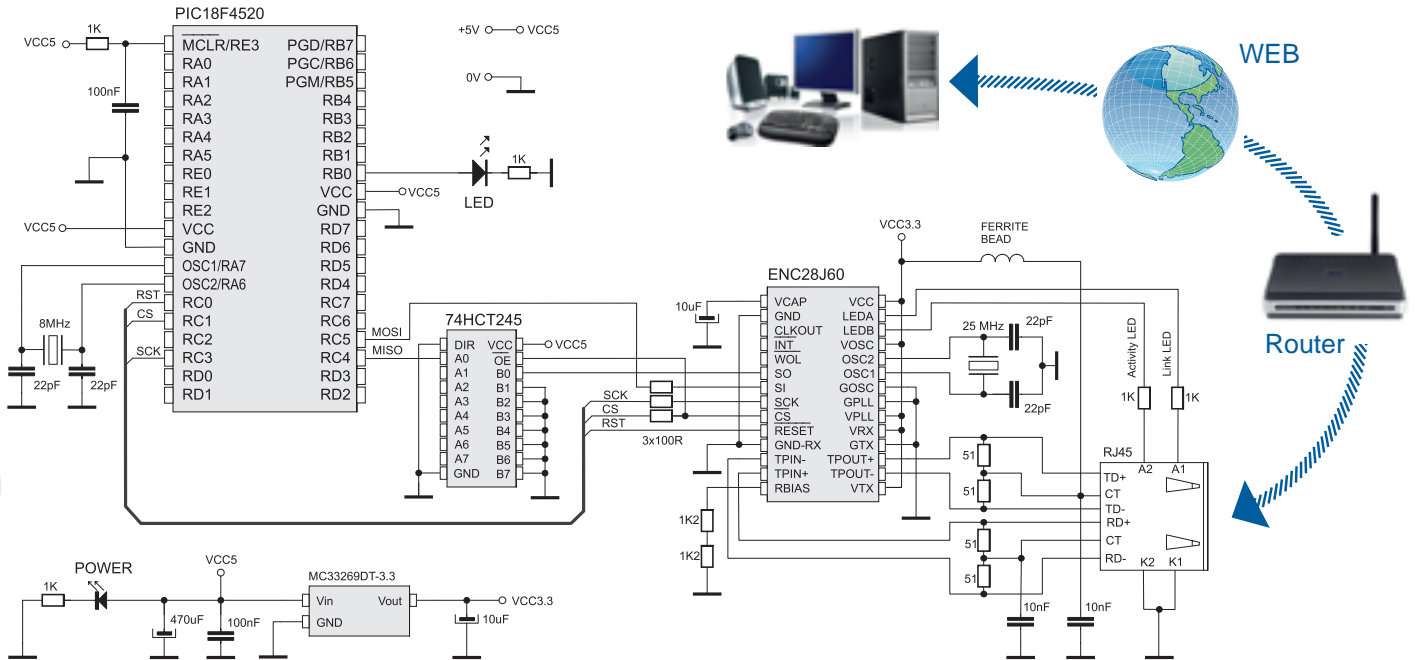 PIC18F4520
VCC5
1K
100nF
VCC5
MCLR/RE3
RA0
RA1
RA2
RA3
RA4
RA5
RE0
RE1
RE2
VCC
GND
OSC1/RA7
OSC2/RA6
RC0
RC1
RC2
RC3
RD0
RD1
PGD/RB7
PGC/RB6
PGM/RB5
RB4
RB3
RB2
RB1
RB0
VCC
GND
RD7
RD6
RD5
RD4
RC7
RC6
RC5
RC4
RD3
RD2
RST
CS
SCK
8MHz
22pF
22pF
+5V
VCC5
0V
LED
1K
VCC5
MOSI
MISO
74HCT245
DIR
A0
A1
A2
A3
A4
A5
A6
A7
GND
VCC
OE
B0
B1
B2
B3
B4
B5
B6
B7
VCC5
SCK
CS
RST
3x100R
ENC28J60
VCAP
GND
CLKOUT
INT
WOL
SO
SI
SCK
CS
RESET
GND-RX
TPIN-
TPIN+
RBIAS
VCC
LEDA
LEDB
VOSC
OSC2
OSC1
GOSC
GPLL
VPLL
VRX
GTX
TPOUT+
TPOUT-
VTX
10uF
VCC3.3
FERRITE
BEAD
25 MHz
22pF
22pF
1K2
1K2
51
51
51
51
10nF
10nF
Activity LED
Link LED
1K
1K
RJ45
A2
A1
TD+
CT
TD-
RD+
CT
RD-
K2
K1
WEB
Router
POWER
1K
VCC5
470uF
100nF
MC33269DT-3.3
Vin
Vout
GND
10uF
VCC3.3